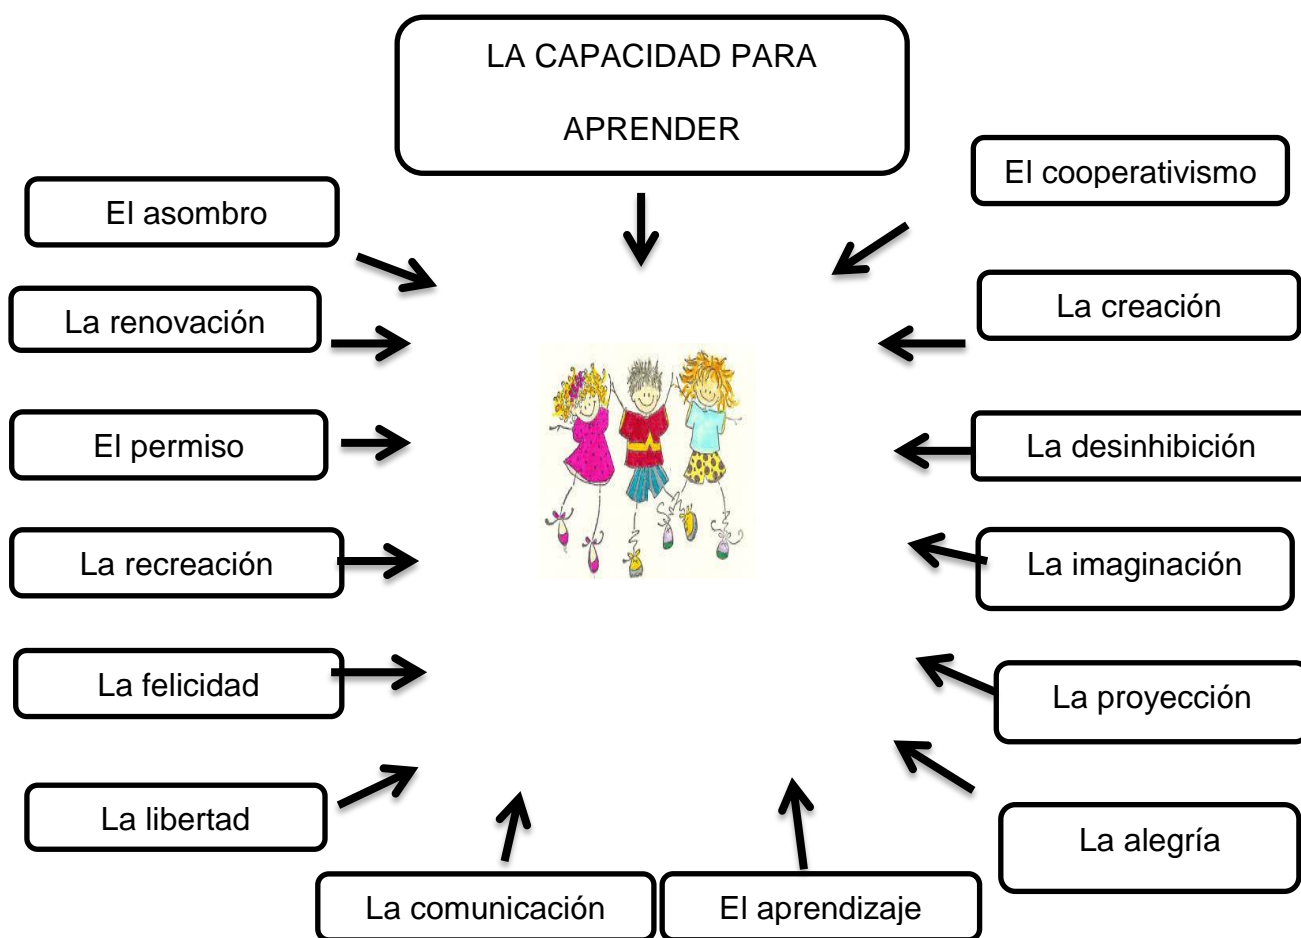 LA CAPACIDAD PARA
APRENDER
El cooperativismo
El asombro
La creación
La renovación
El permiso
La desinhibición
La recreación
La imaginación
La felicidad
La proyección
La libertad
La alegría
La comunicación
El aprendizaje